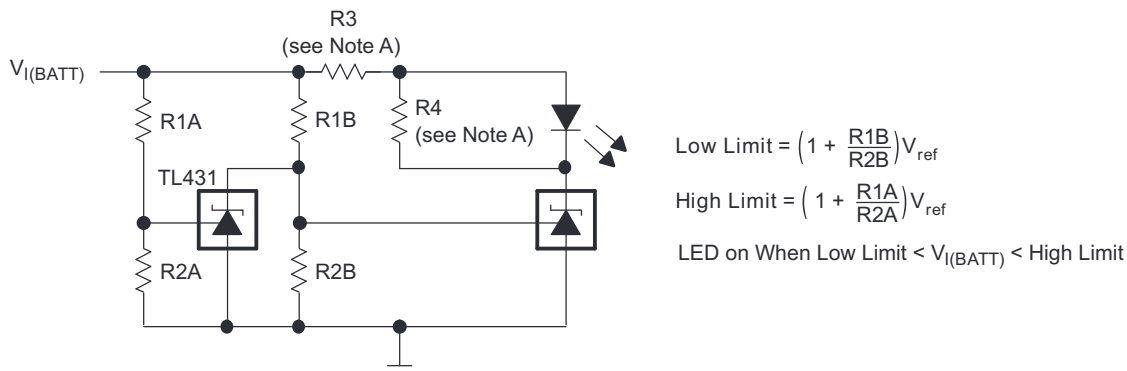 R3
(see Note A)
V_I(BATT)
R1A
R1B
R4
(see Note A)
TL431
R2A
R2B
Low Limit = (1 + R1B/R2B)V_ref
High Limit = (1 + R1A/R2A)V_ref
LED on When Low Limit < V_I(BATT) < High Limit